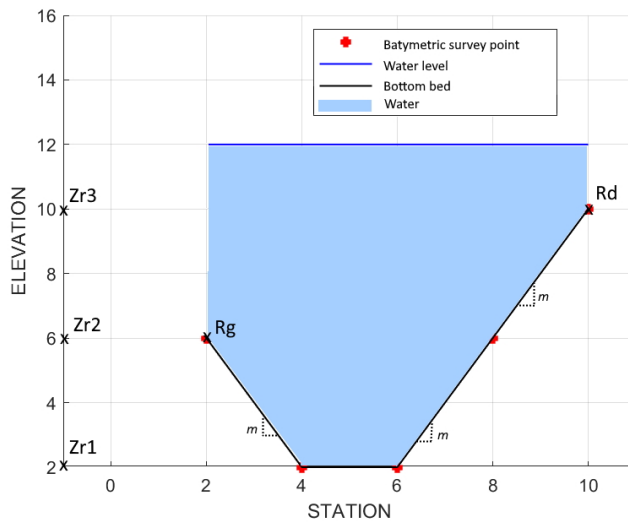 16
14
12
10
8
6
4
2
ELEVATION
Zr3
Zr2
Zr1
Batymetric survey point
Water level
Bottom bed
Water
Rd
Rg
m
m
m
0
2
4
6
8
10
STATION